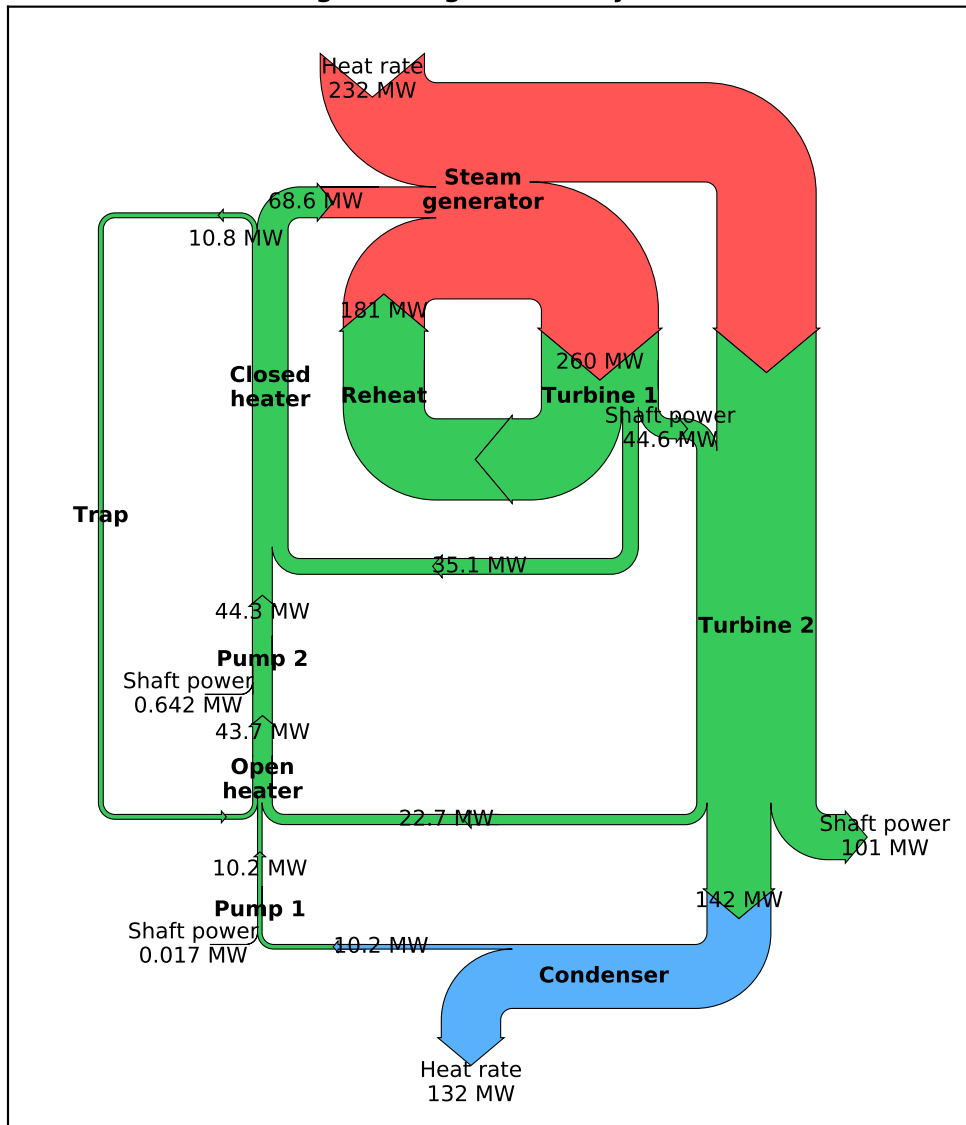 Heat rate
232 MW
Steam
generator
68.6 MW
10.8 MW
181 MW
260 MW
Closed
heater
Reheat
Turbine 1
Shaft power
44.6 MW
Trap
35.1 MW
44.3 MW
Turbine 2
Pump 2
Shaft power
0.642 MW
43.7 MW
Open
heater
22.7 MW
Shaft power
101 MW
10.2 MW
142 MW
Pump 1
Shaft power
0.017 MW
10.2 MW
Condenser
Heat rate
132 MW